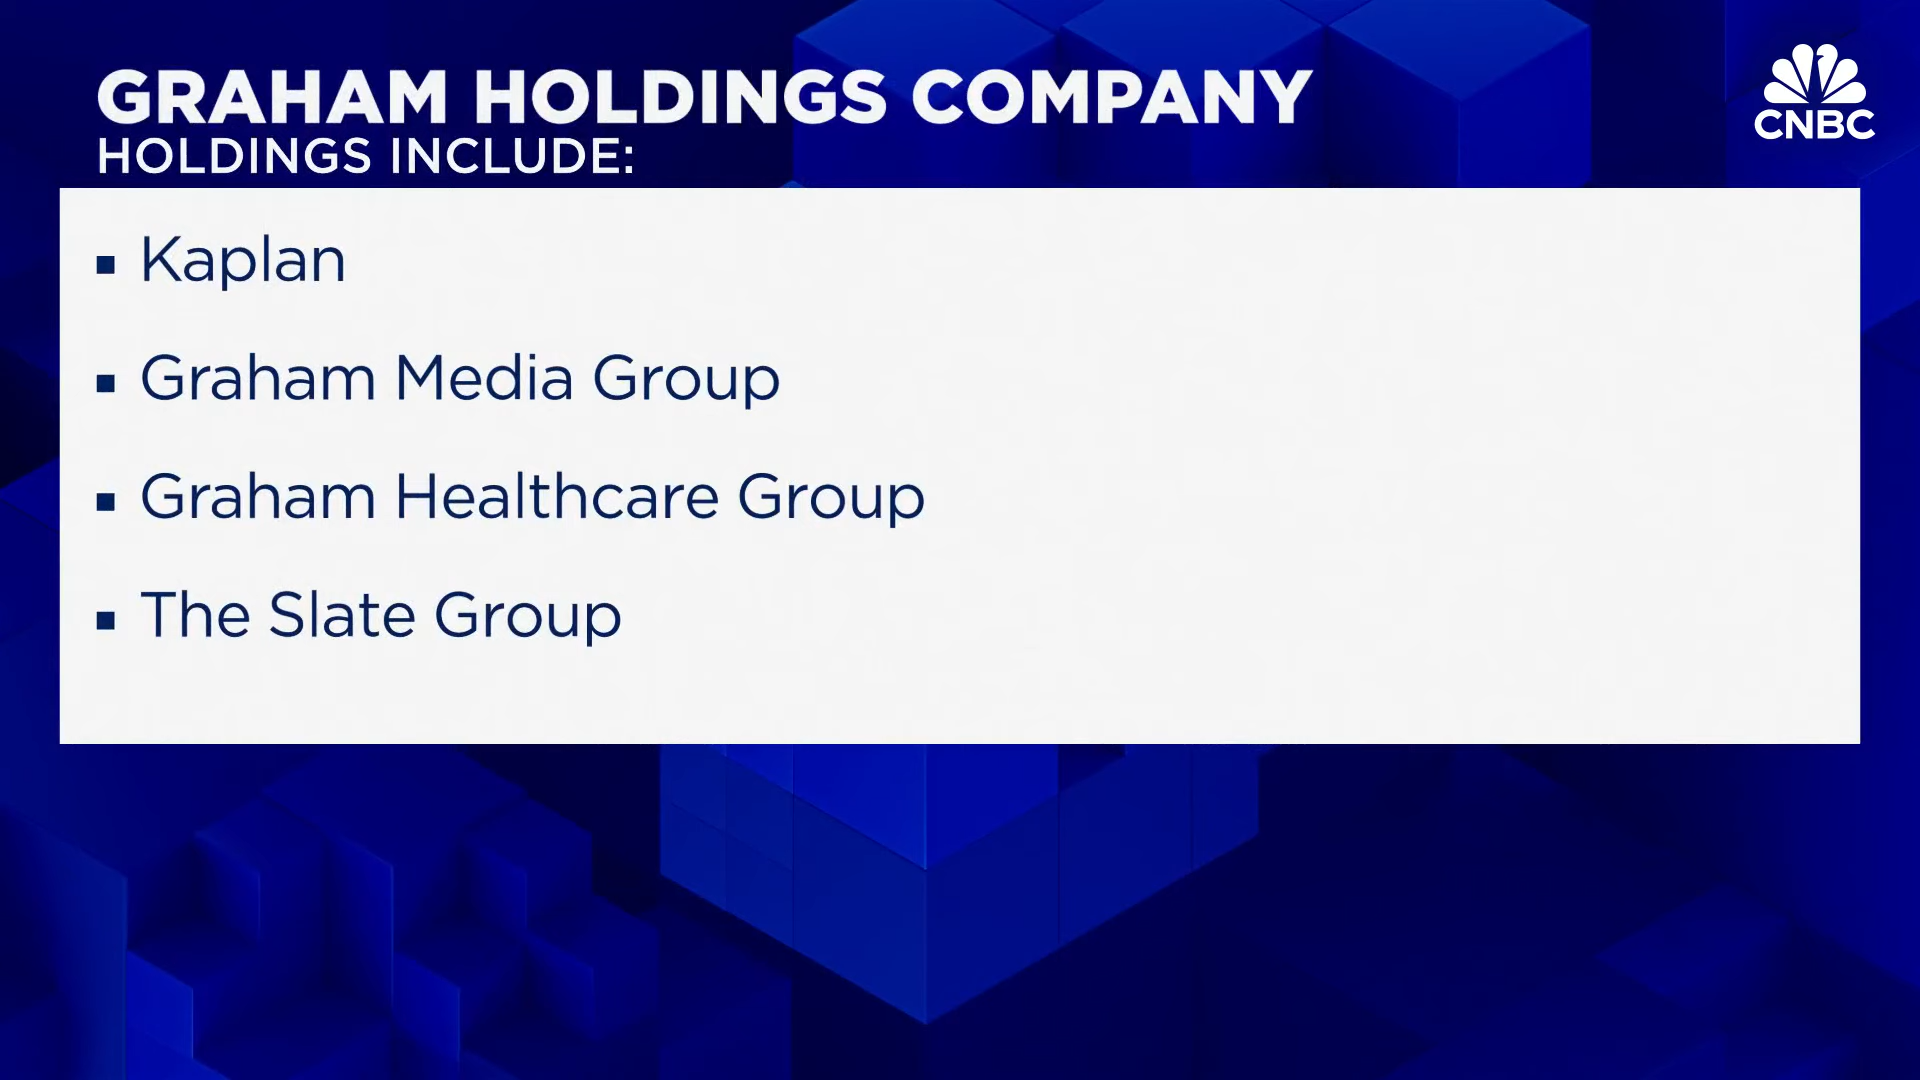 GRAHAM HOLDINGS COMPANY
HOLDINGS INCLUDE:
CNBC
▪ Kaplan
▪ Graham Media Group
▪ Graham Healthcare Group
▪ The Slate Group